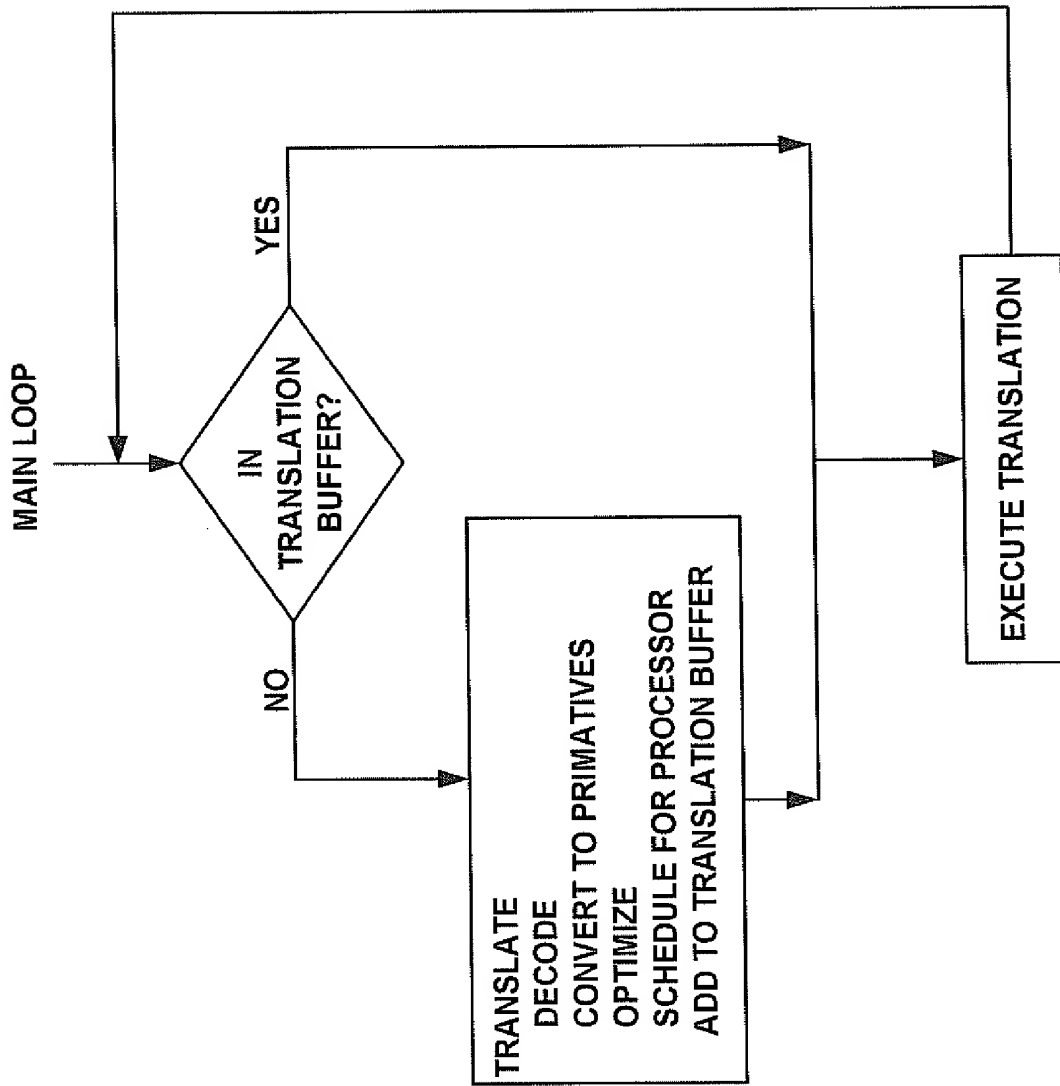 MAIN LOOP
IN
TRANSLATION
BUFFER?
NO
YES
TRANSLATE
DECODE
CONVERT TO PRIMATIVES
OPTIMIZE
SCHEDULE FOR PROCESSOR
ADD TO TRANSLATION BUFFER
EXECUTE TRANSLATION